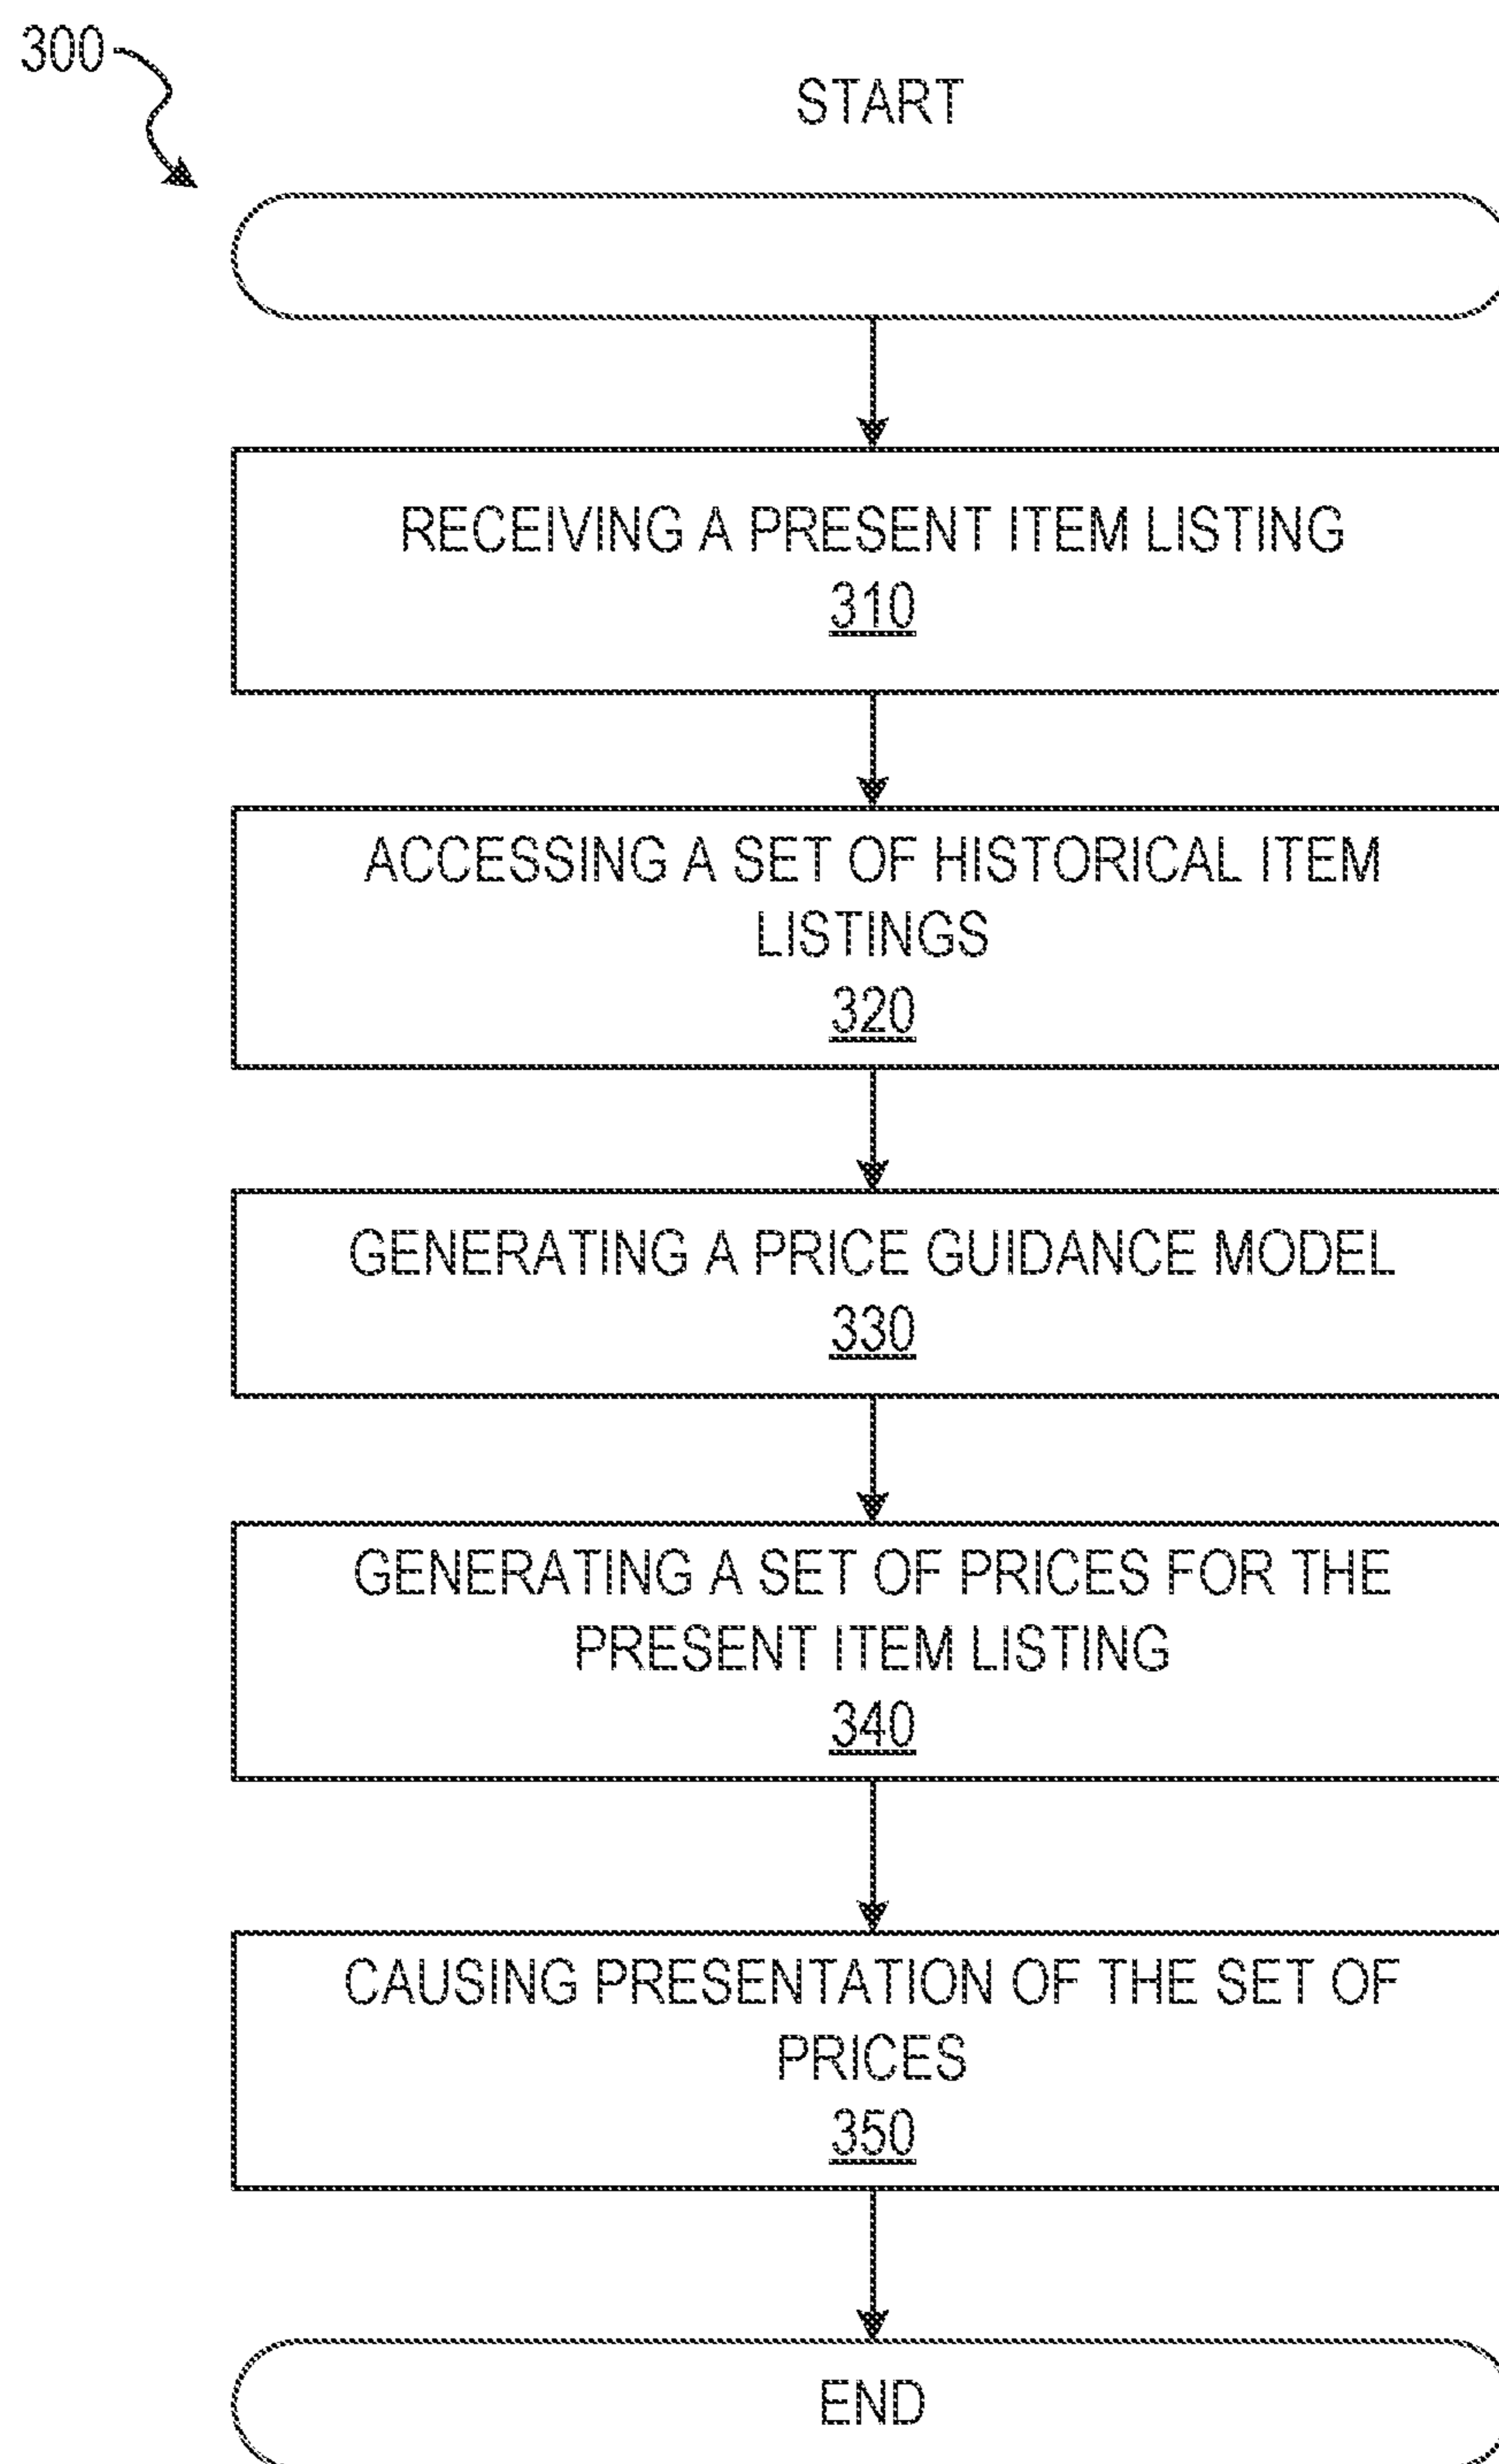 300
START
RECEIVING A PRESENT ITEM LISTING
310
ACCESSING A SET OF HISTORICAL ITEM
LISTINGS
320
GENERATING A PRICE GUIDANCE MODEL
330
GENERATING A SET OF PRICES FOR THE
PRESENT ITEM LISTING
340
CAUSING PRESENTATION OF THE SET OF
PRICES
350
END